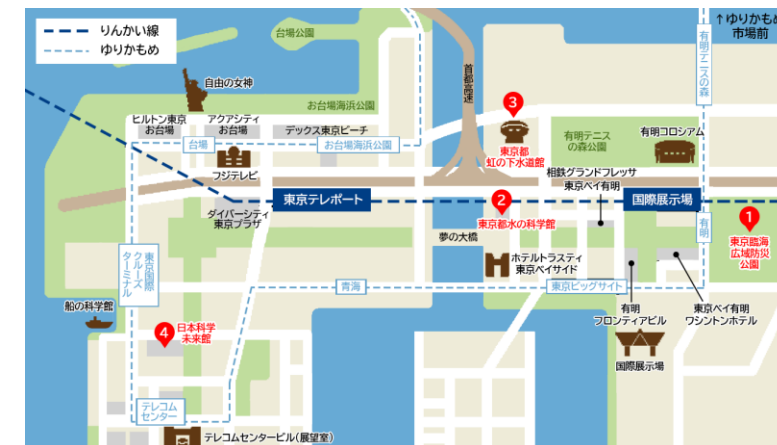 りんかい線
ゆりかもめ
台場公園
↑ゆりかもめ
市場前
有明テニスの森
自由の女神
首都高速
お台場海浜公園
3
東京都
虹の下水道館
有明テニス
の森公園
有明コロシアム
ヒルトン東京
お台場
アクアシティ
お台場
デックス東京ビーチ
台場
お台場海浜公園
フジテレビ
相鉄グランドフレッサ
東京ベイ有明
東京テレポート
2
東京都水の科学館
国際展示場
1
東京臨海
広域防災
公園
有明
ダイバーシティ
東京プラザ
夢の大橋
ホテルトラスティ
東京ベイサイド
東京国際
クルーズ
ターミナル
青海
東京ビッグサイト
船の科学館
有明
フロンティアビル
東京ベイ有明
ワシントンホテル
4
日本科学
未来館
国際展示場
テレコム
センター
テレコムセンタービル(展望室)